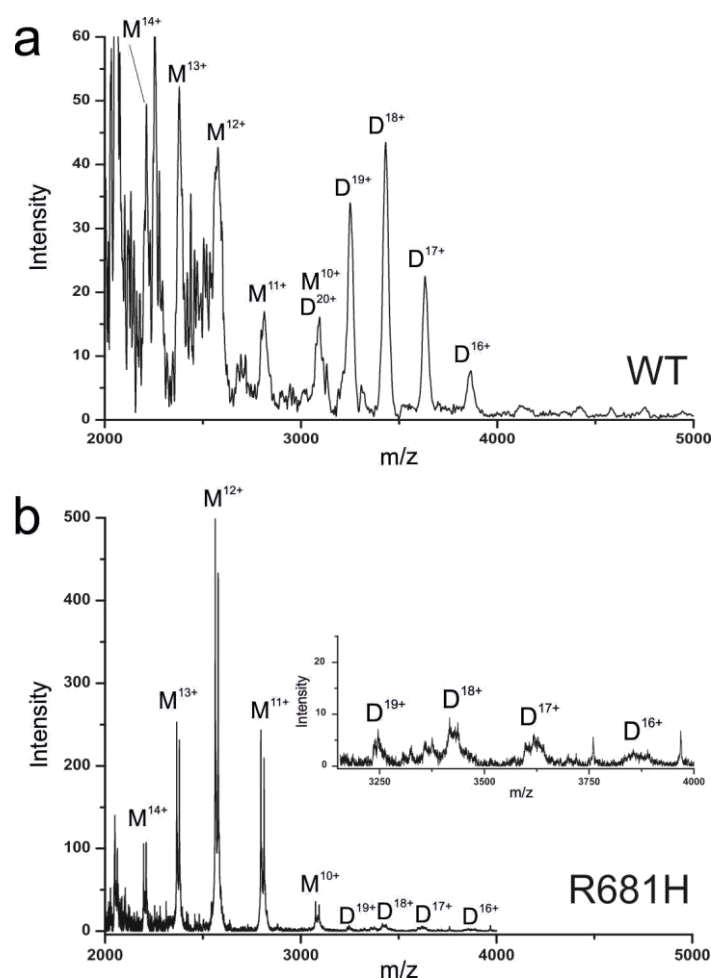 a
M14+
M13+
M12+
M11+
M10+
D20+
D19+
D18+
D17+
D16+
WT
Intensity
60
50
40
30
20
10
0
2000
3000
4000
5000
m/z
b
M12+
M13+
M11+
M14+
M10+
D19+
D18+
D17+
D16+
R681H
Intensity
500
400
300
200
100
0
2000
3000
4000
5000
m/z
D19+
D18+
D17+
D16+
Intensity
20
10
0
3250
3500
3750
4000
m/z